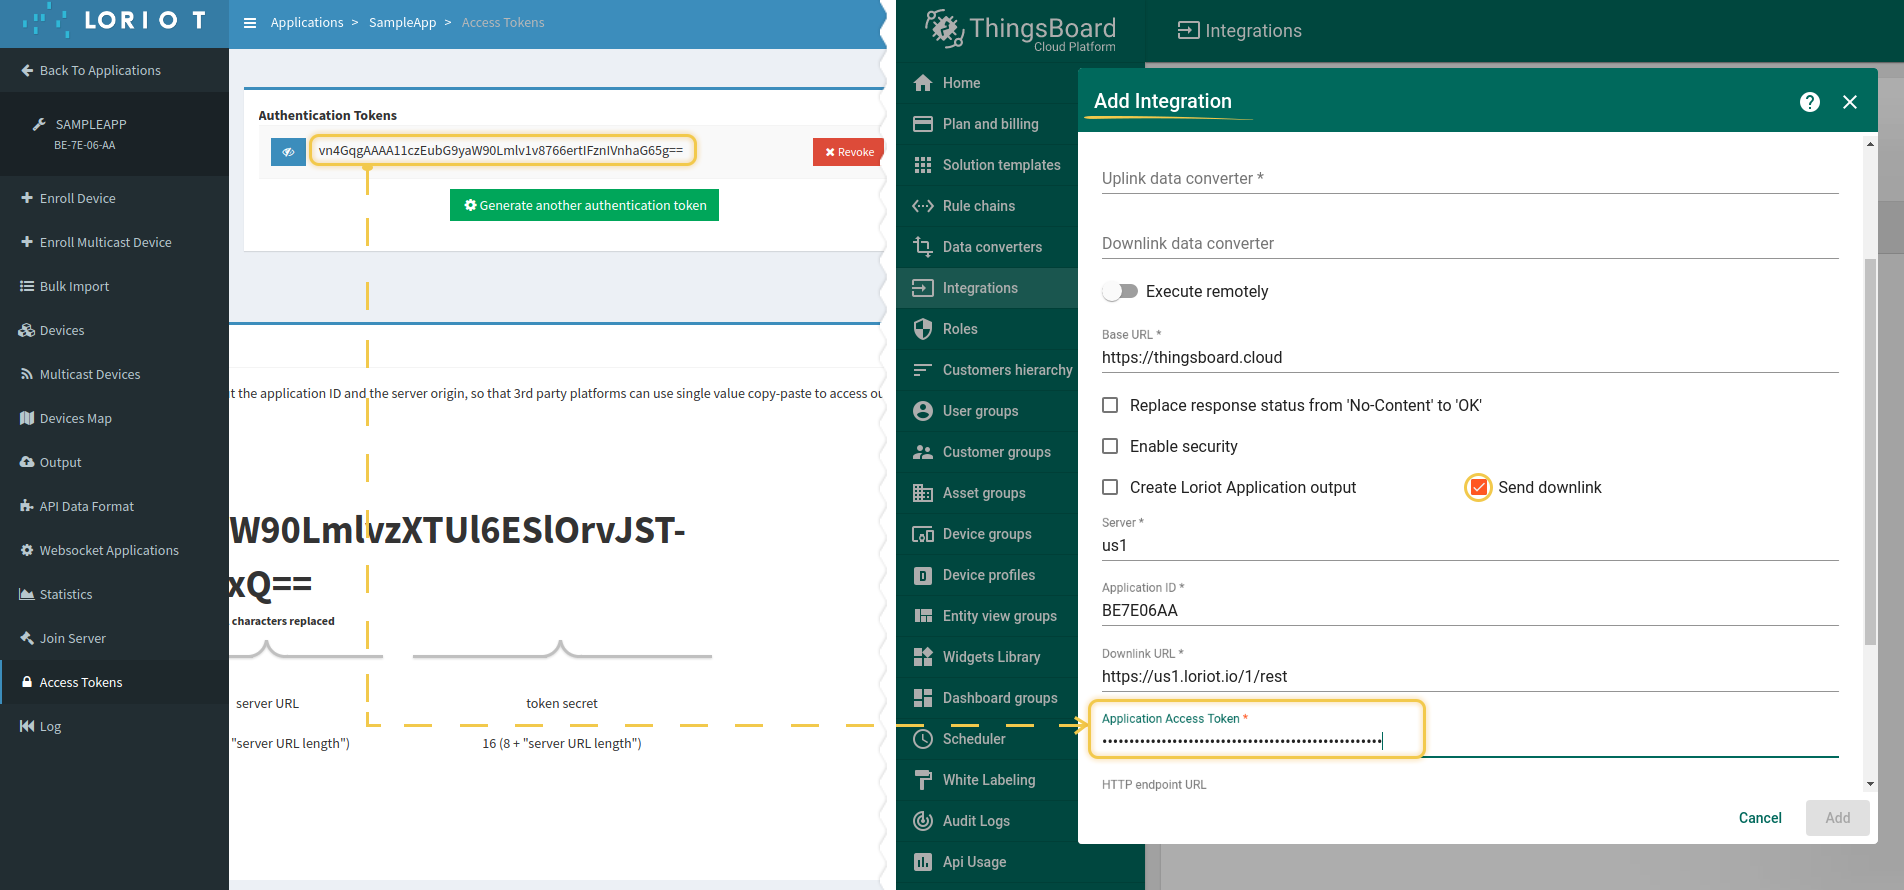 LORIOT
Applications > SampleApp > Access Tokens
Back To Applications
SAMPLEAPP
BE-7E-06-AA
Enroll Device
Enroll Multicast Device
Bulk Import
Devices
Multicast Devices
Devices Map
Output
API Data Format
Websocket Applications
Statistics
Join Server
Access Tokens
Log
Authentication Tokens
vn4GqgAAAA11czEubG9yaW90Lmlv1v8766ertIFznIVnhaG65g==
Revoke
Generate another authentication token
t the application ID and the server origin, so that 3rd party platforms can use single value copy-paste to access ou
W90LmlvzXTUl6ESlOrvJST-
xQ==
characters replaced
server URL
token secret
"server URL length")
16 (8 + "server URL length")
ThingsBoard
Cloud Platform
Integrations
Home
Plan and billing
Solution templates
Rule chains
Data converters
Integrations
Roles
Customers hierarchy
User groups
Customer groups
Asset groups
Device groups
Device profiles
Entity view groups
Widgets Library
Dashboard groups
Scheduler
White Labeling
Audit Logs
Api Usage
Add Integration
Uplink data converter *
Downlink data converter
Execute remotely
Base URL *
https://thingsboard.cloud
Replace response status from 'No-Content' to 'OK'
Enable security
Create Loriot Application output
Send downlink
Server *
us1
Application ID *
BE7E06AA
Downlink URL *
https://us1.loriot.io/1/rest
Application Access Token *
HTTP endpoint URL
Cancel
Add